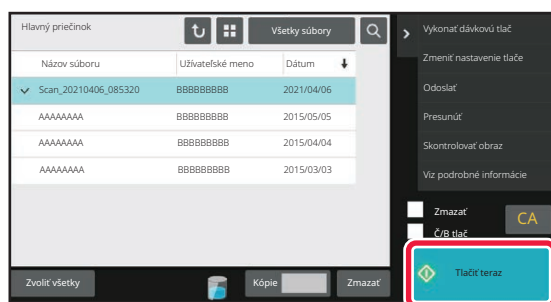 Hlavný priečinok
Všetky súbory
Názov súboru Užívateľské meno Dátum
Scan_20210406_085320 BBBBBBBBB 2021/04/06
AAAAAAAA BBBBBBBBB 2015/05/05
AAAAAAAA BBBBBBBBB 2015/04/04
AAAAAAAA BBBBBBBBB 2015/03/03
Zvoliť všetky
Kópie
Zmazať
Vykonať dávkovú tlač
Zmeniť nastavenie tlače
Odoslať
Presunúť
Skontrolovať obraz
Viz podrobné informácie
Zmazať
Č/B tlač
CA
Tlačiť teraz